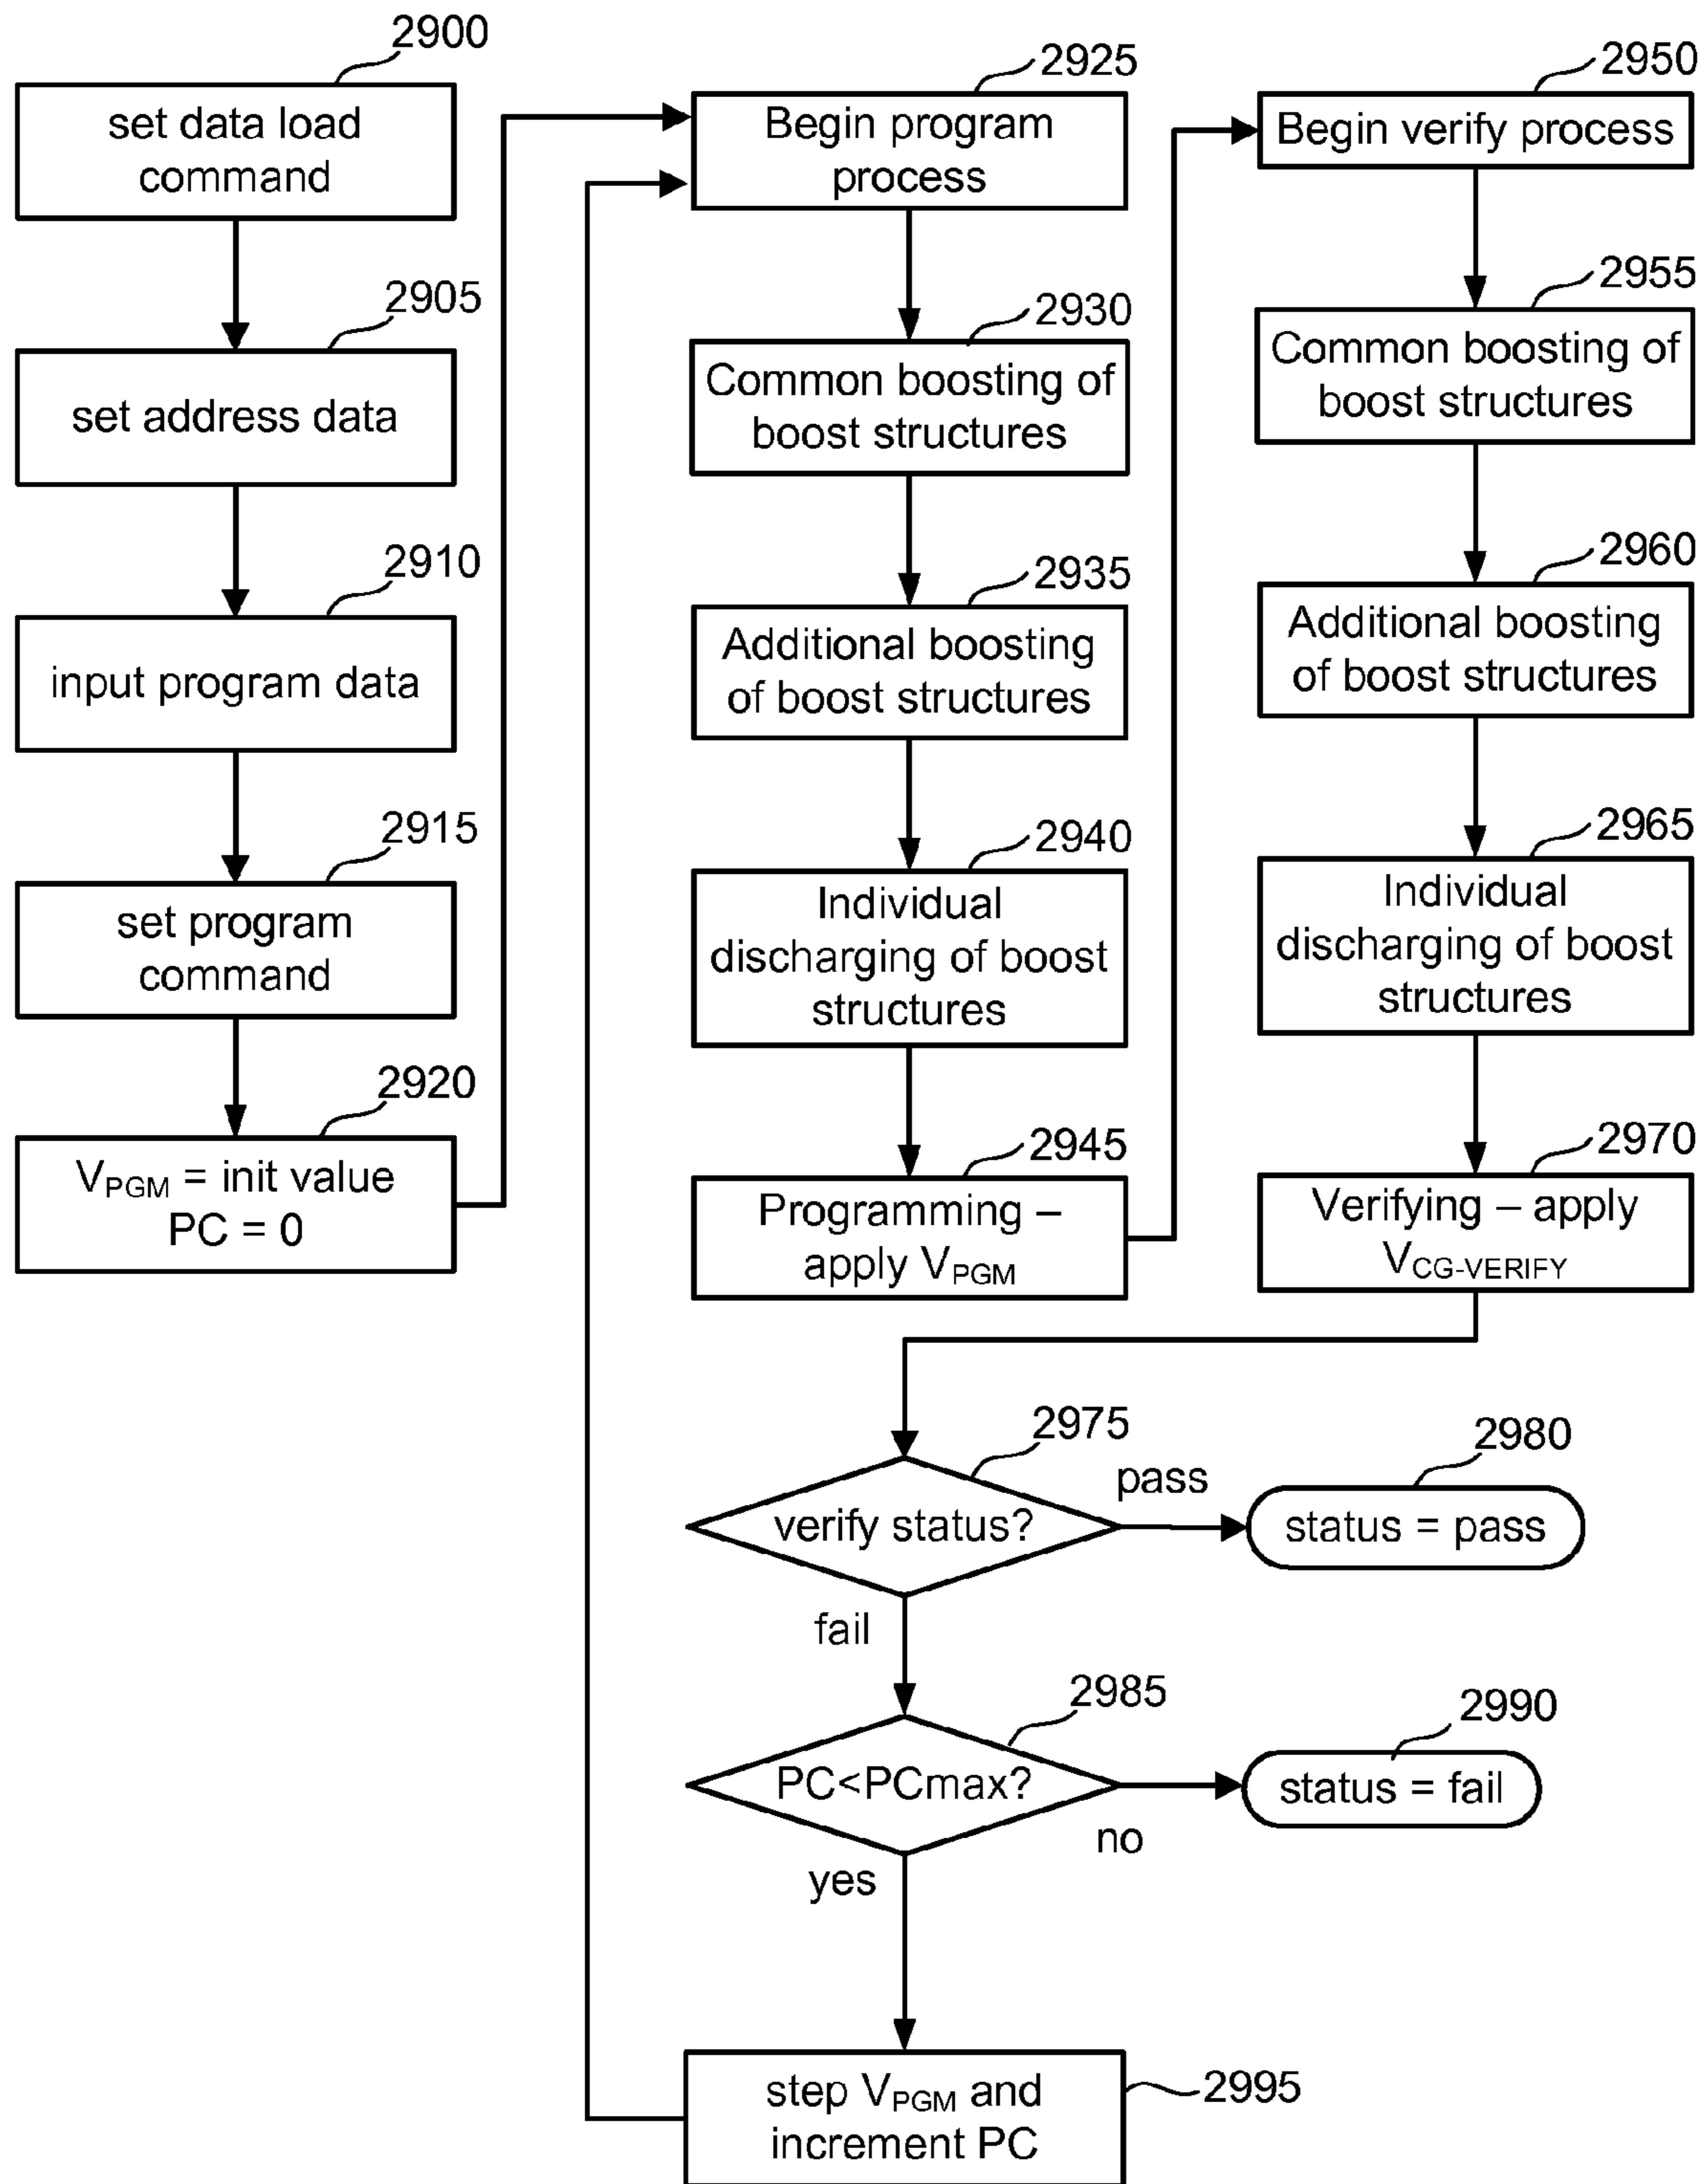 2900
set data load
command
2905
set address data
2910
input program data
2915
set program
command
2920
V_PGM = init value
PC = 0
2925
Begin program
process
2930
Common boosting of
boost structures
2935
Additional boosting
of boost structures
2940
Individual
discharging of boost
structures
2945
Programming –
apply V_PGM
2950
Begin verify process
2955
Common boosting of
boost structures
2960
Additional boosting
of boost structures
2965
Individual
discharging of boost
structures
2970
Verifying – apply
V_CG-VERIFY
2975
verify status?
pass
2980
status = pass
fail
2985
PC<PCmax?
no
2990
status = fail
yes
2995
step V_PGM and
increment PC